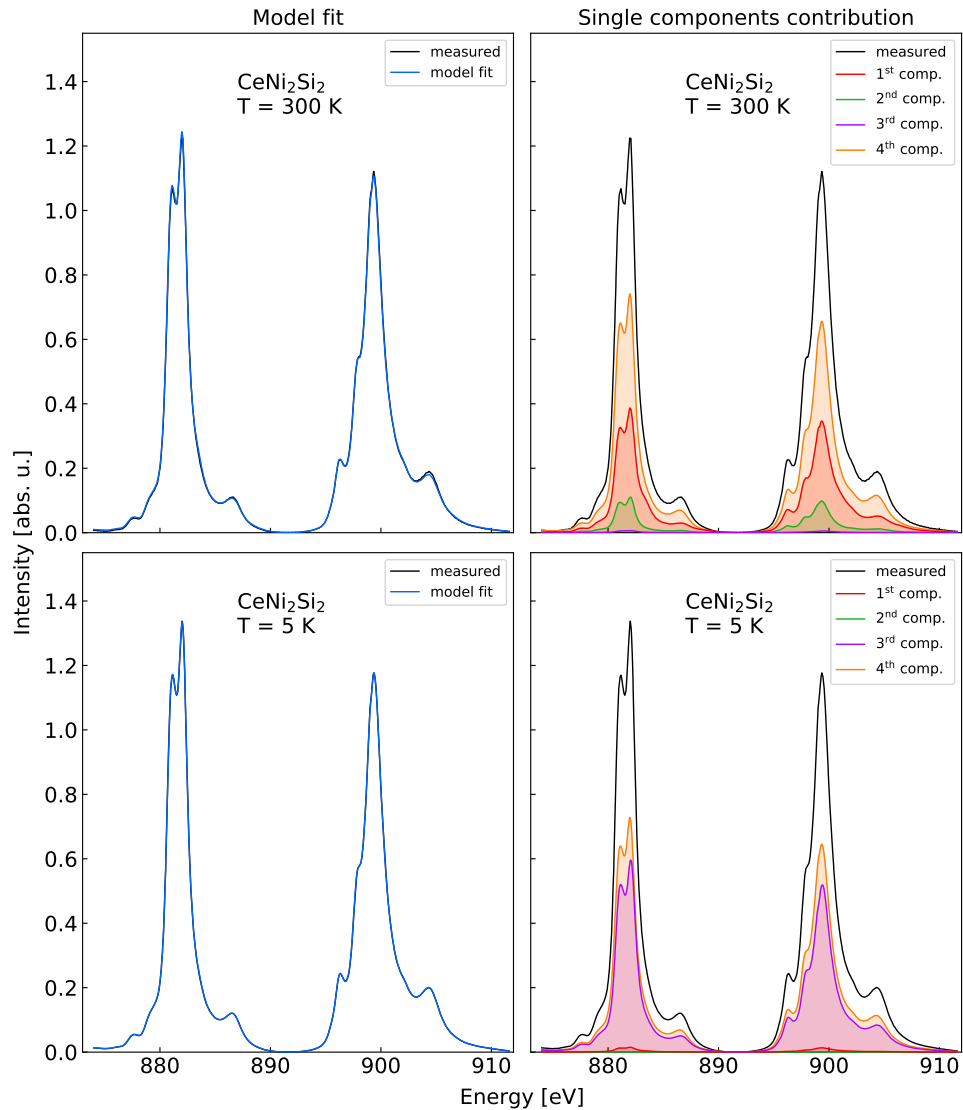 Model fit
Single components contribution
measured
model fit
CeNi₂Si₂
T = 300 K
measured
1ˢᵗ comp.
2ⁿᵈ comp.
3ʳᵈ comp.
4ᵗʰ comp.
CeNi₂Si₂
T = 300 K
1.4
1.2
1.0
0.8
0.6
0.4
0.2
0.0
measured
model fit
CeNi₂Si₂
T = 5 K
measured
1ˢᵗ comp.
2ⁿᵈ comp.
3ʳᵈ comp.
4ᵗʰ comp.
CeNi₂Si₂
T = 5 K
1.4
1.2
1.0
0.8
0.6
0.4
0.2
0.0
Intensity [abs. u.]
880 890 900 910
880 890 900 910
Energy [eV]